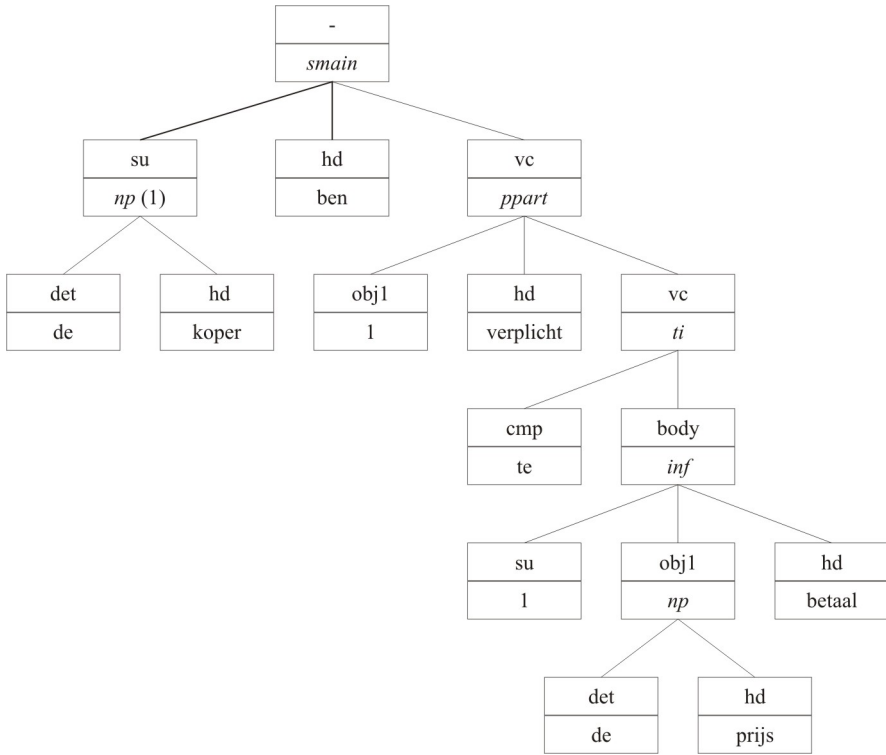 -
smain
su hd vc
np (1) ben ppart
det hd obj1 hd vc
de koper 1 verplicht ti
cmp body
te inf
su obj1 hd
1 np betaal
det hd
de prijs